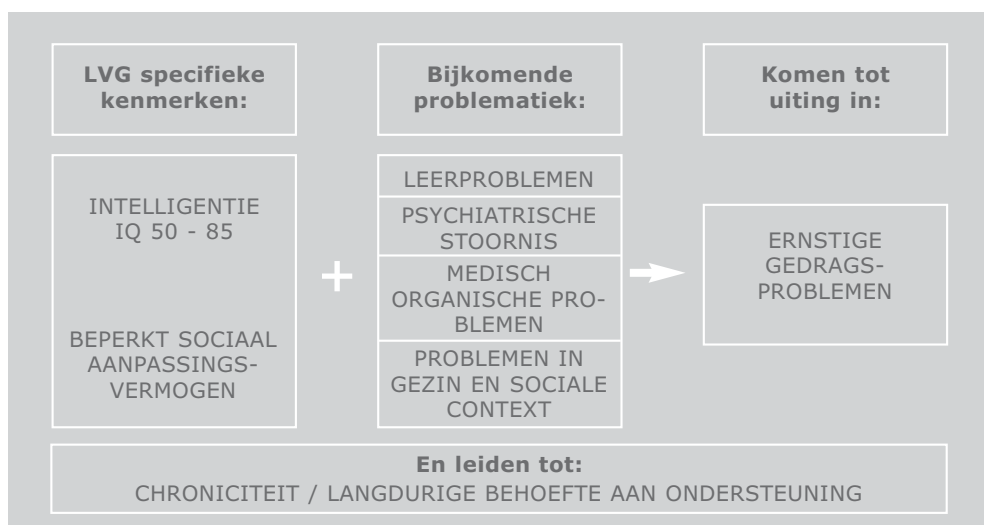 LVG specifieke
kenmerken:
Bijkomende
problematiek:
Komen tot
uiting in:
INTELLIGENTIE
IQ 50 - 85
BEPERKT SOCIAAL
AANPASSINGS-
VERMOGEN
+
LEERPROBLEMEN
PSYCHIATRISCHE
STOORNIS
MEDISCH
ORGANISCHE PRO-
BLEMEN
PROBLEMEN IN
GEZIN EN SOCIALE
CONTEXT
ERNSTIGE
GEDRAGS-
PROBLEMEN
En leiden tot:
CHRONICITEIT / LANGDURIGE BEHOEFTE AAN ONDERSTEUNING